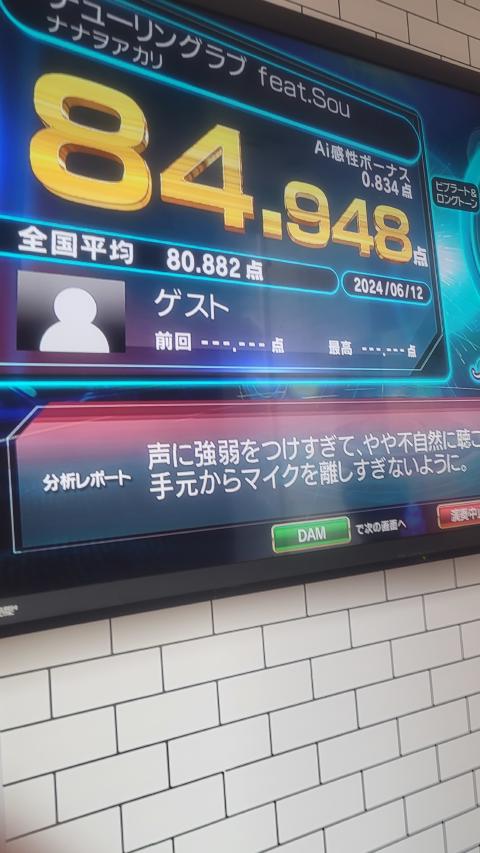 チューリングラブ feat.Sou
ナナヲアカリ
84.948点
Ai感性ボーナス
0.834点
ビブラート&
ロングトーン
全国平均 80.882点
2024/06/12
ゲスト
前回 ---.---点 最高 ---.---点
分析レポート
声に強弱をつけすぎて、やや不自然に聴こ
手元からマイクを離しすぎないように。
DAM で次の画面へ
演奏中止